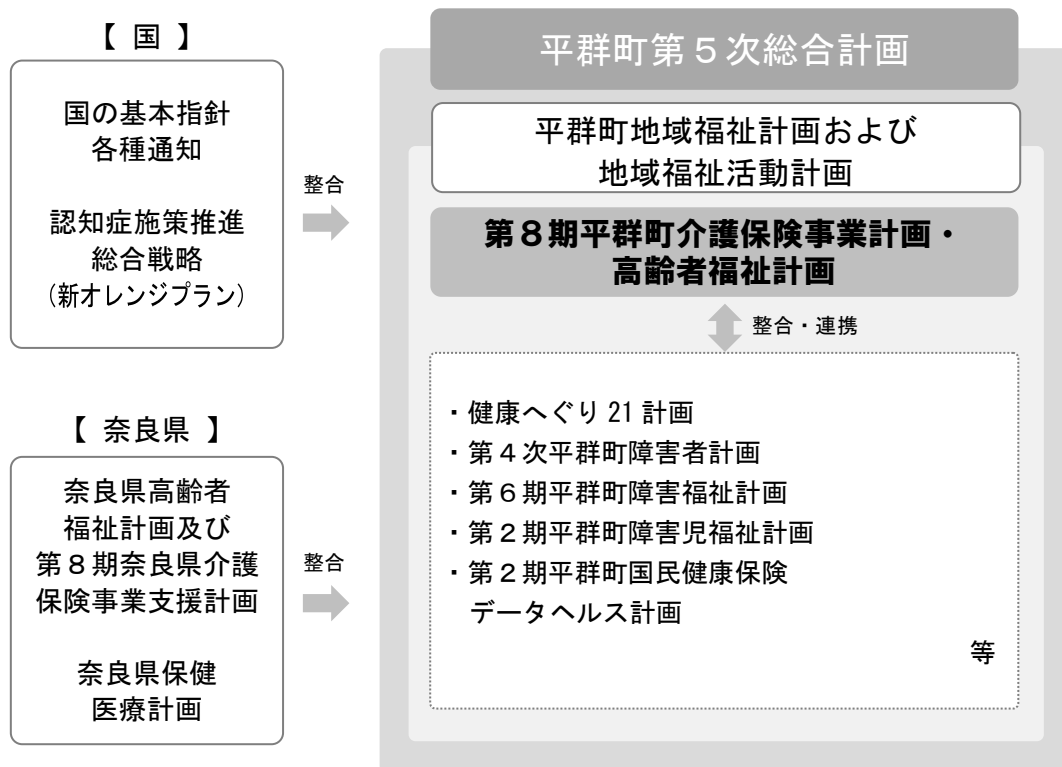 【 国 】
国の基本指針
各種通知
認知症施策推進
総合戦略
（新オレンジプラン）
整合
【 奈良県 】
奈良県高齢者
福祉計画及び
第８期奈良県介護
保険事業支援計画
奈良県保健
医療計画
整合
平群町第５次総合計画
平群町地域福祉計画および
地域福祉活動計画
第８期平群町介護保険事業計画・
高齢者福祉計画
整合・連携
・健康へぐり 21 計画
・第４次平群町障害者計画
・第６期平群町障害福祉計画
・第２期平群町障害児福祉計画
・第２期平群町国民健康保険
データヘルス計画
等